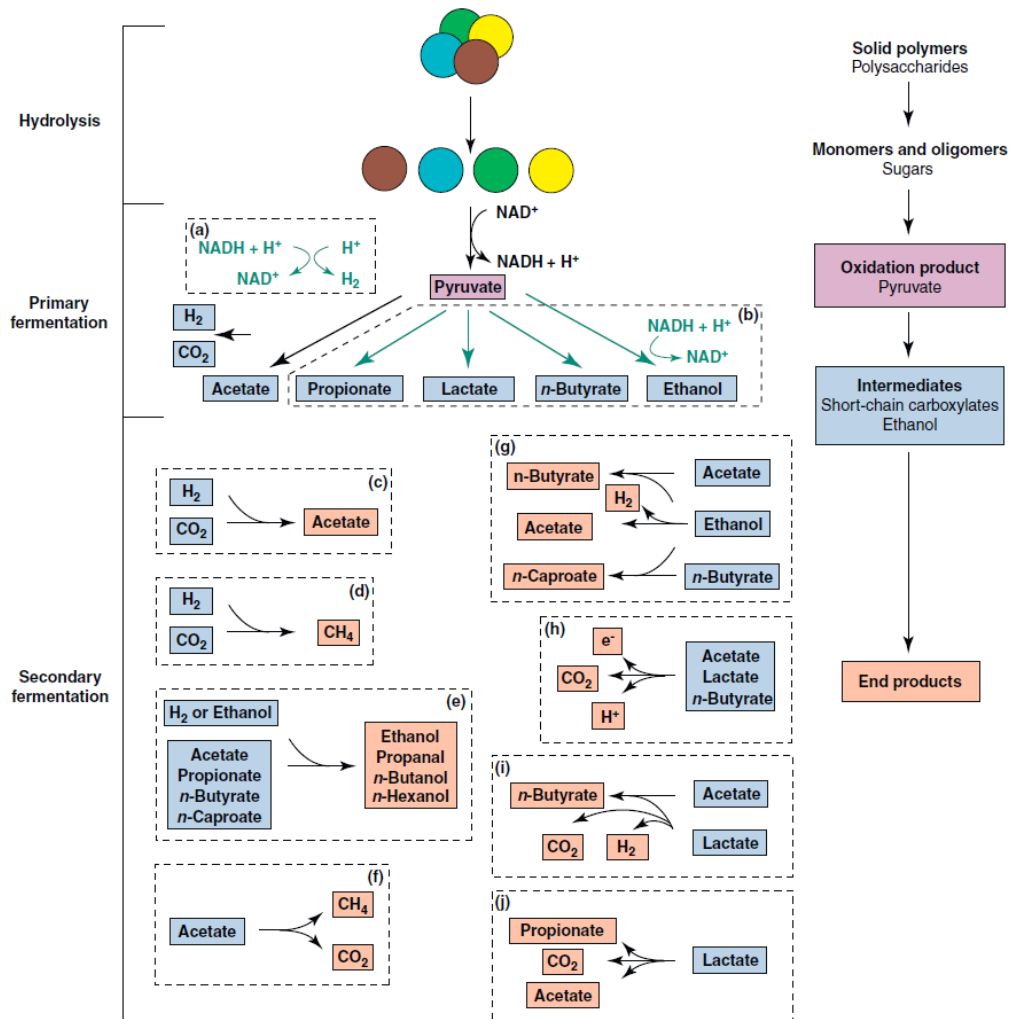 Hydrolysis
Solid polymers
Polysaccharides
Monomers and oligomers
Sugars
Primary
fermentation
(a)
NADH + H⁺
H⁺
NAD⁺
H₂
NAD⁺
NADH + H⁺
Pyruvate
H₂
CO₂
(b)
NADH + H⁺
NAD⁺
Acetate
Propionate
Lactate
n-Butyrate
Ethanol
Oxidation product
Pyruvate
Intermediates
Short-chain carboxylates
Ethanol
Secondary
fermentation
(c)
H₂
CO₂
Acetate
(d)
H₂
CO₂
CH₄
(e)
H₂ or Ethanol
Acetate
Propionate
n-Butyrate
n-Caproate
Ethanol
Propanal
n-Butanol
n-Hexanol
(f)
Acetate
CH₄
CO₂
(g)
n-Butyrate
Acetate
H₂
Acetate
Ethanol
n-Caproate
n-Butyrate
(h)
e⁻
CO₂
H⁺
Acetate
Lactate
n-Butyrate
(i)
n-Butyrate
Acetate
CO₂
H₂
Lactate
(j)
Propionate
CO₂
Acetate
Lactate
End products